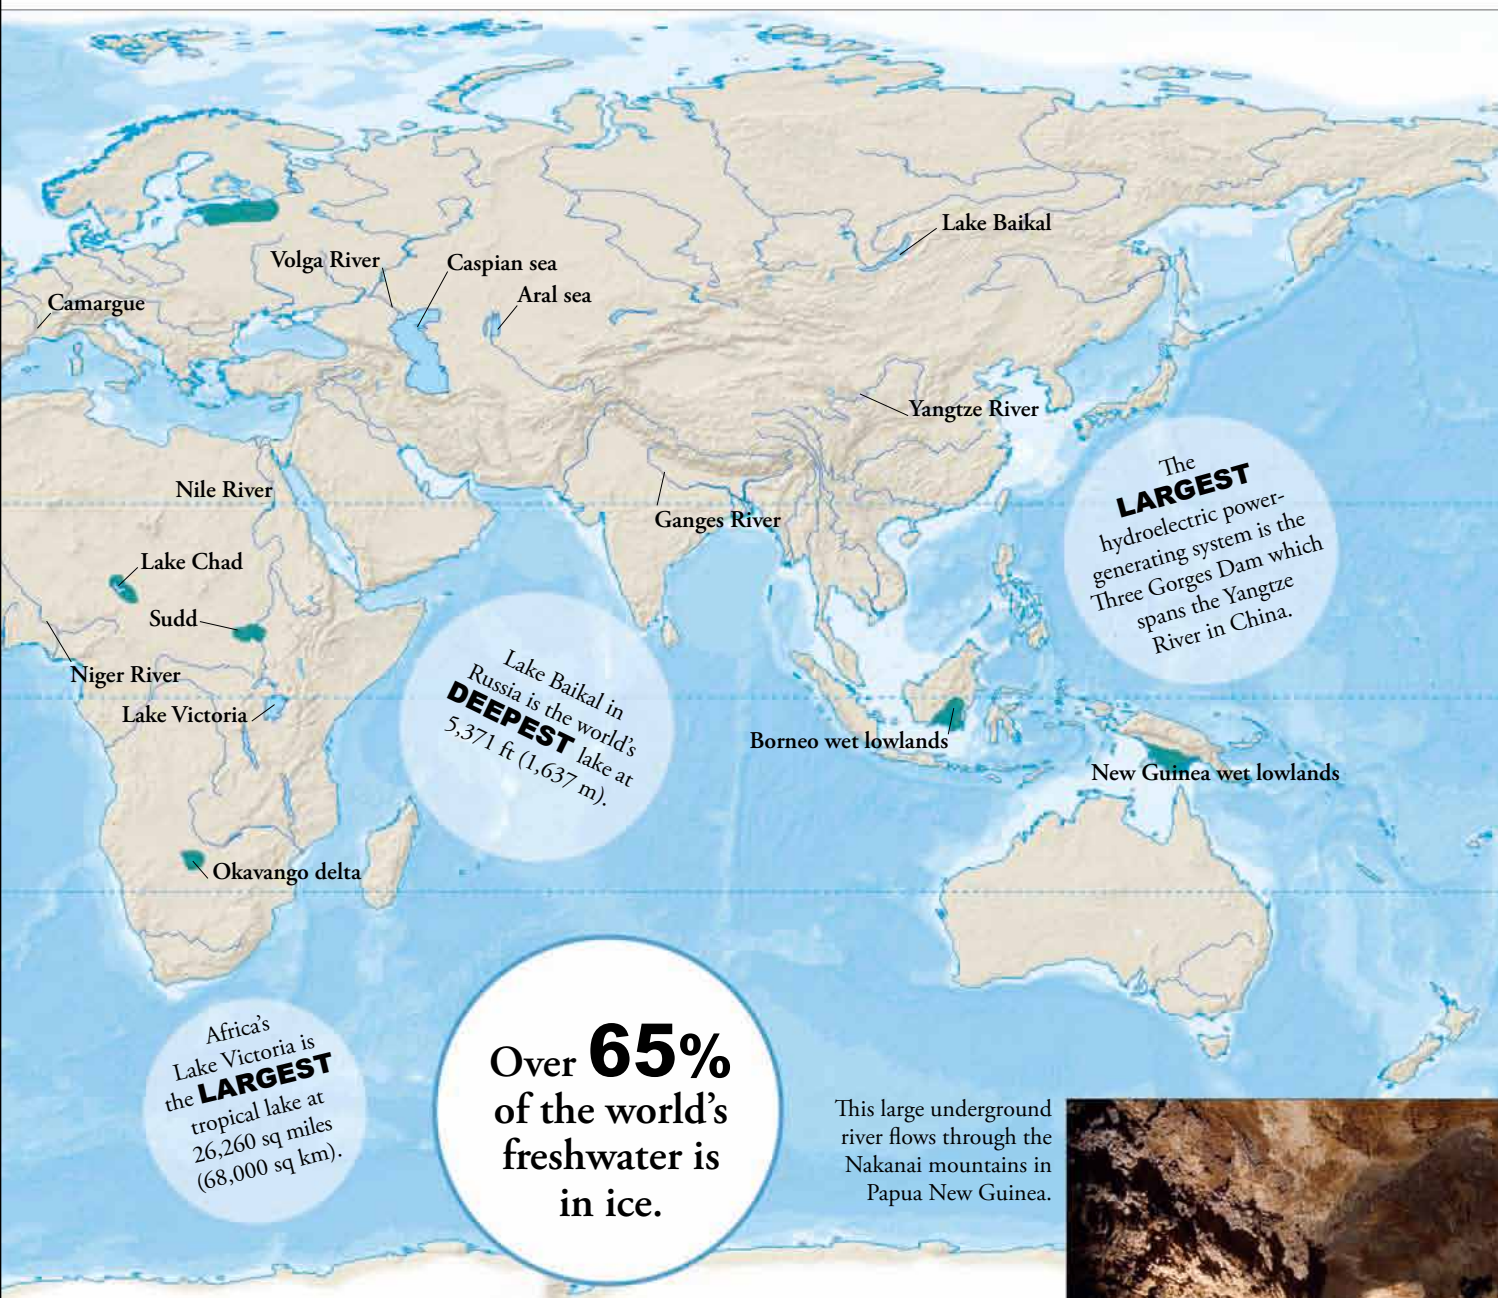 Lake Baikal
Volga River
Caspian sea
Aral sea
Camargue
Yangtze River
Nile River
Ganges River
The
LARGEST
hydroelectric power-
generating system is the
Three Gorges Dam which
spans the Yangtze
River in China.
Lake Chad
Sudd
Niger River
Lake Victoria
Lake Baikal in
Russia is the world’s
DEEPEST lake at
5,371 ft (1,637 m).
Borneo wet lowlands
New Guinea wet lowlands
Okavango delta
Africa’s
Lake Victoria is
the LARGEST
tropical lake at
26,260 sq miles
(68,000 sq km).
Over 65%
of the world’s
freshwater is
in ice.
This large underground
river flows through the
Nakanai mountains in
Papua New Guinea.